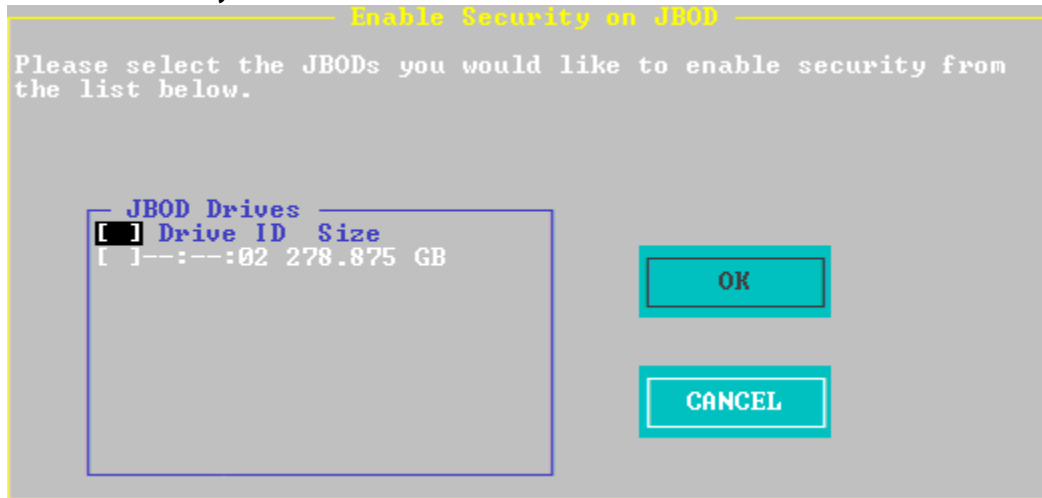 Enable Security on JBOD
Please select the JBODs you would like to enable security from
the list below.
JBOD Drives
[ ] Drive ID  Size
[ ]--:--:02 278.875 GB
OK
CANCEL